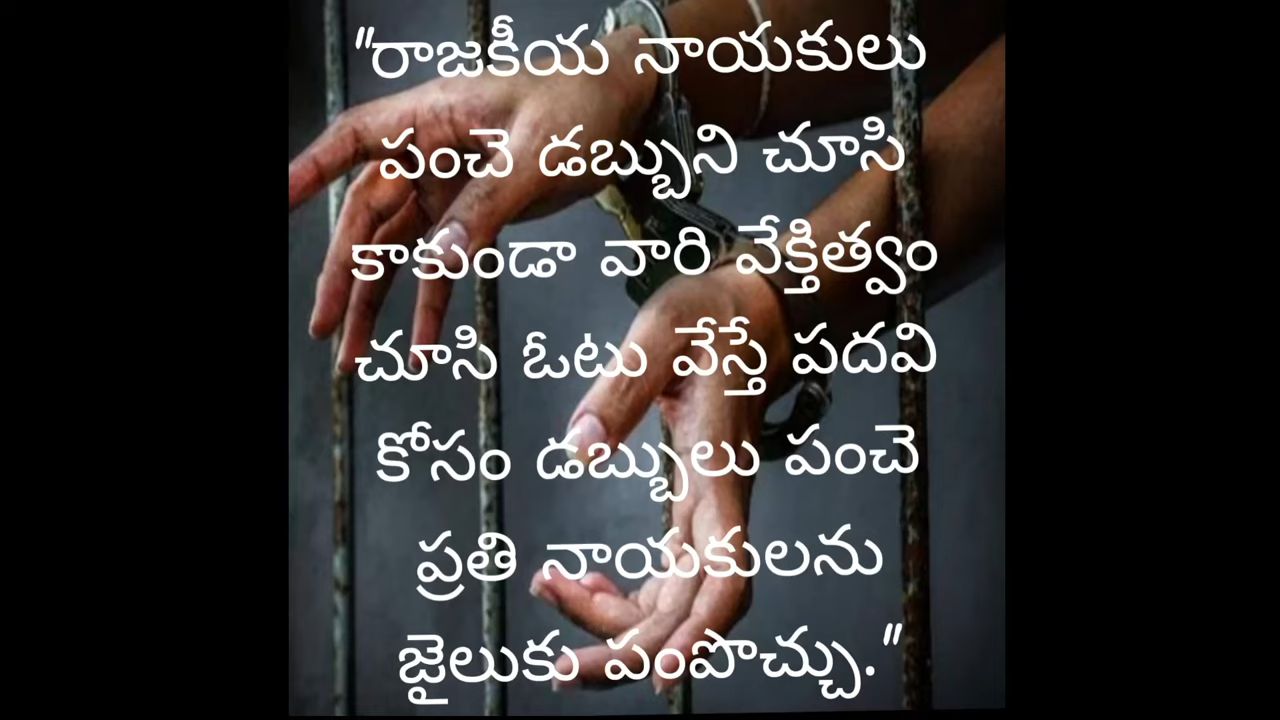 "రాజకీయ నాయకులు
పంచె డబ్బుని చూసి
కాకుండా వారి వేక్తిత్వం
చూసి ఓటు వేస్తే పదవి
కోసం డబ్బులు పంచె
ప్రతి నాయకులను
జైలుకు పంపొచ్చు."